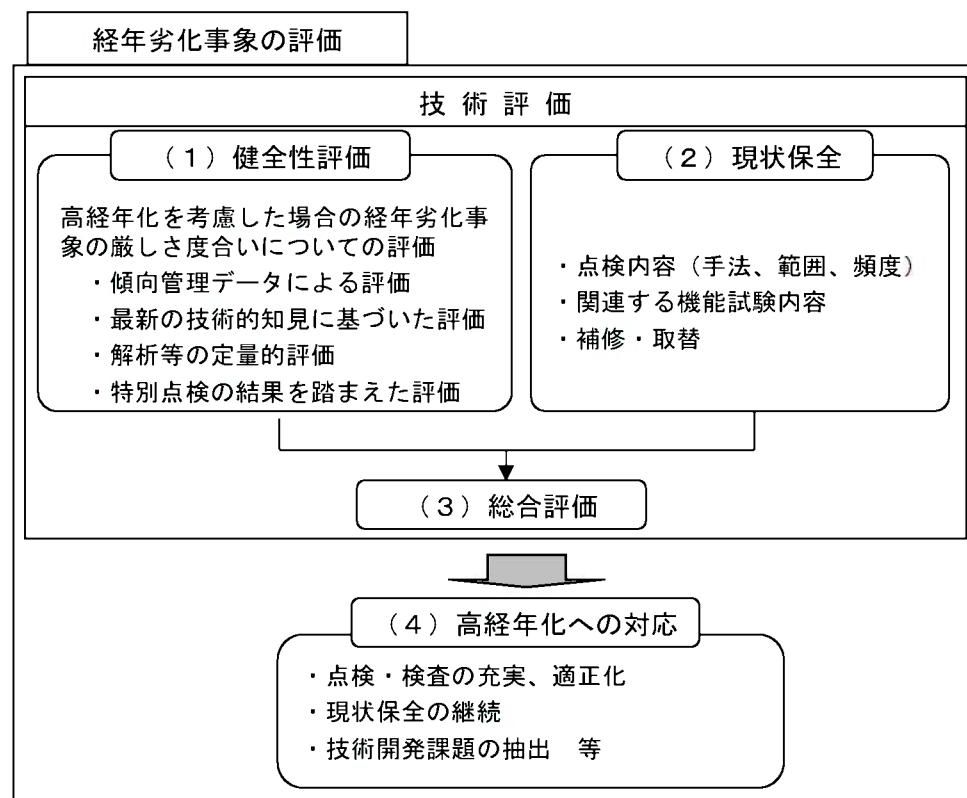 経年劣化事象の評価
技 術 評 価
（１）健全性評価
高経年化を考慮した場合の経年劣化事
象の厳しさ度合いについての評価
・傾向管理データによる評価
・最新の技術的知見に基づいた評価
・解析等の定量的評価
・特別点検の結果を踏まえた評価
（２）現状保全
・点検内容（手法、範囲、頻度）
・関連する機能試験内容
・補修・取替
（３）総合評価
（４）高経年化への対応
・点検・検査の充実、適正化
・現状保全の継続
・技術開発課題の抽出　等